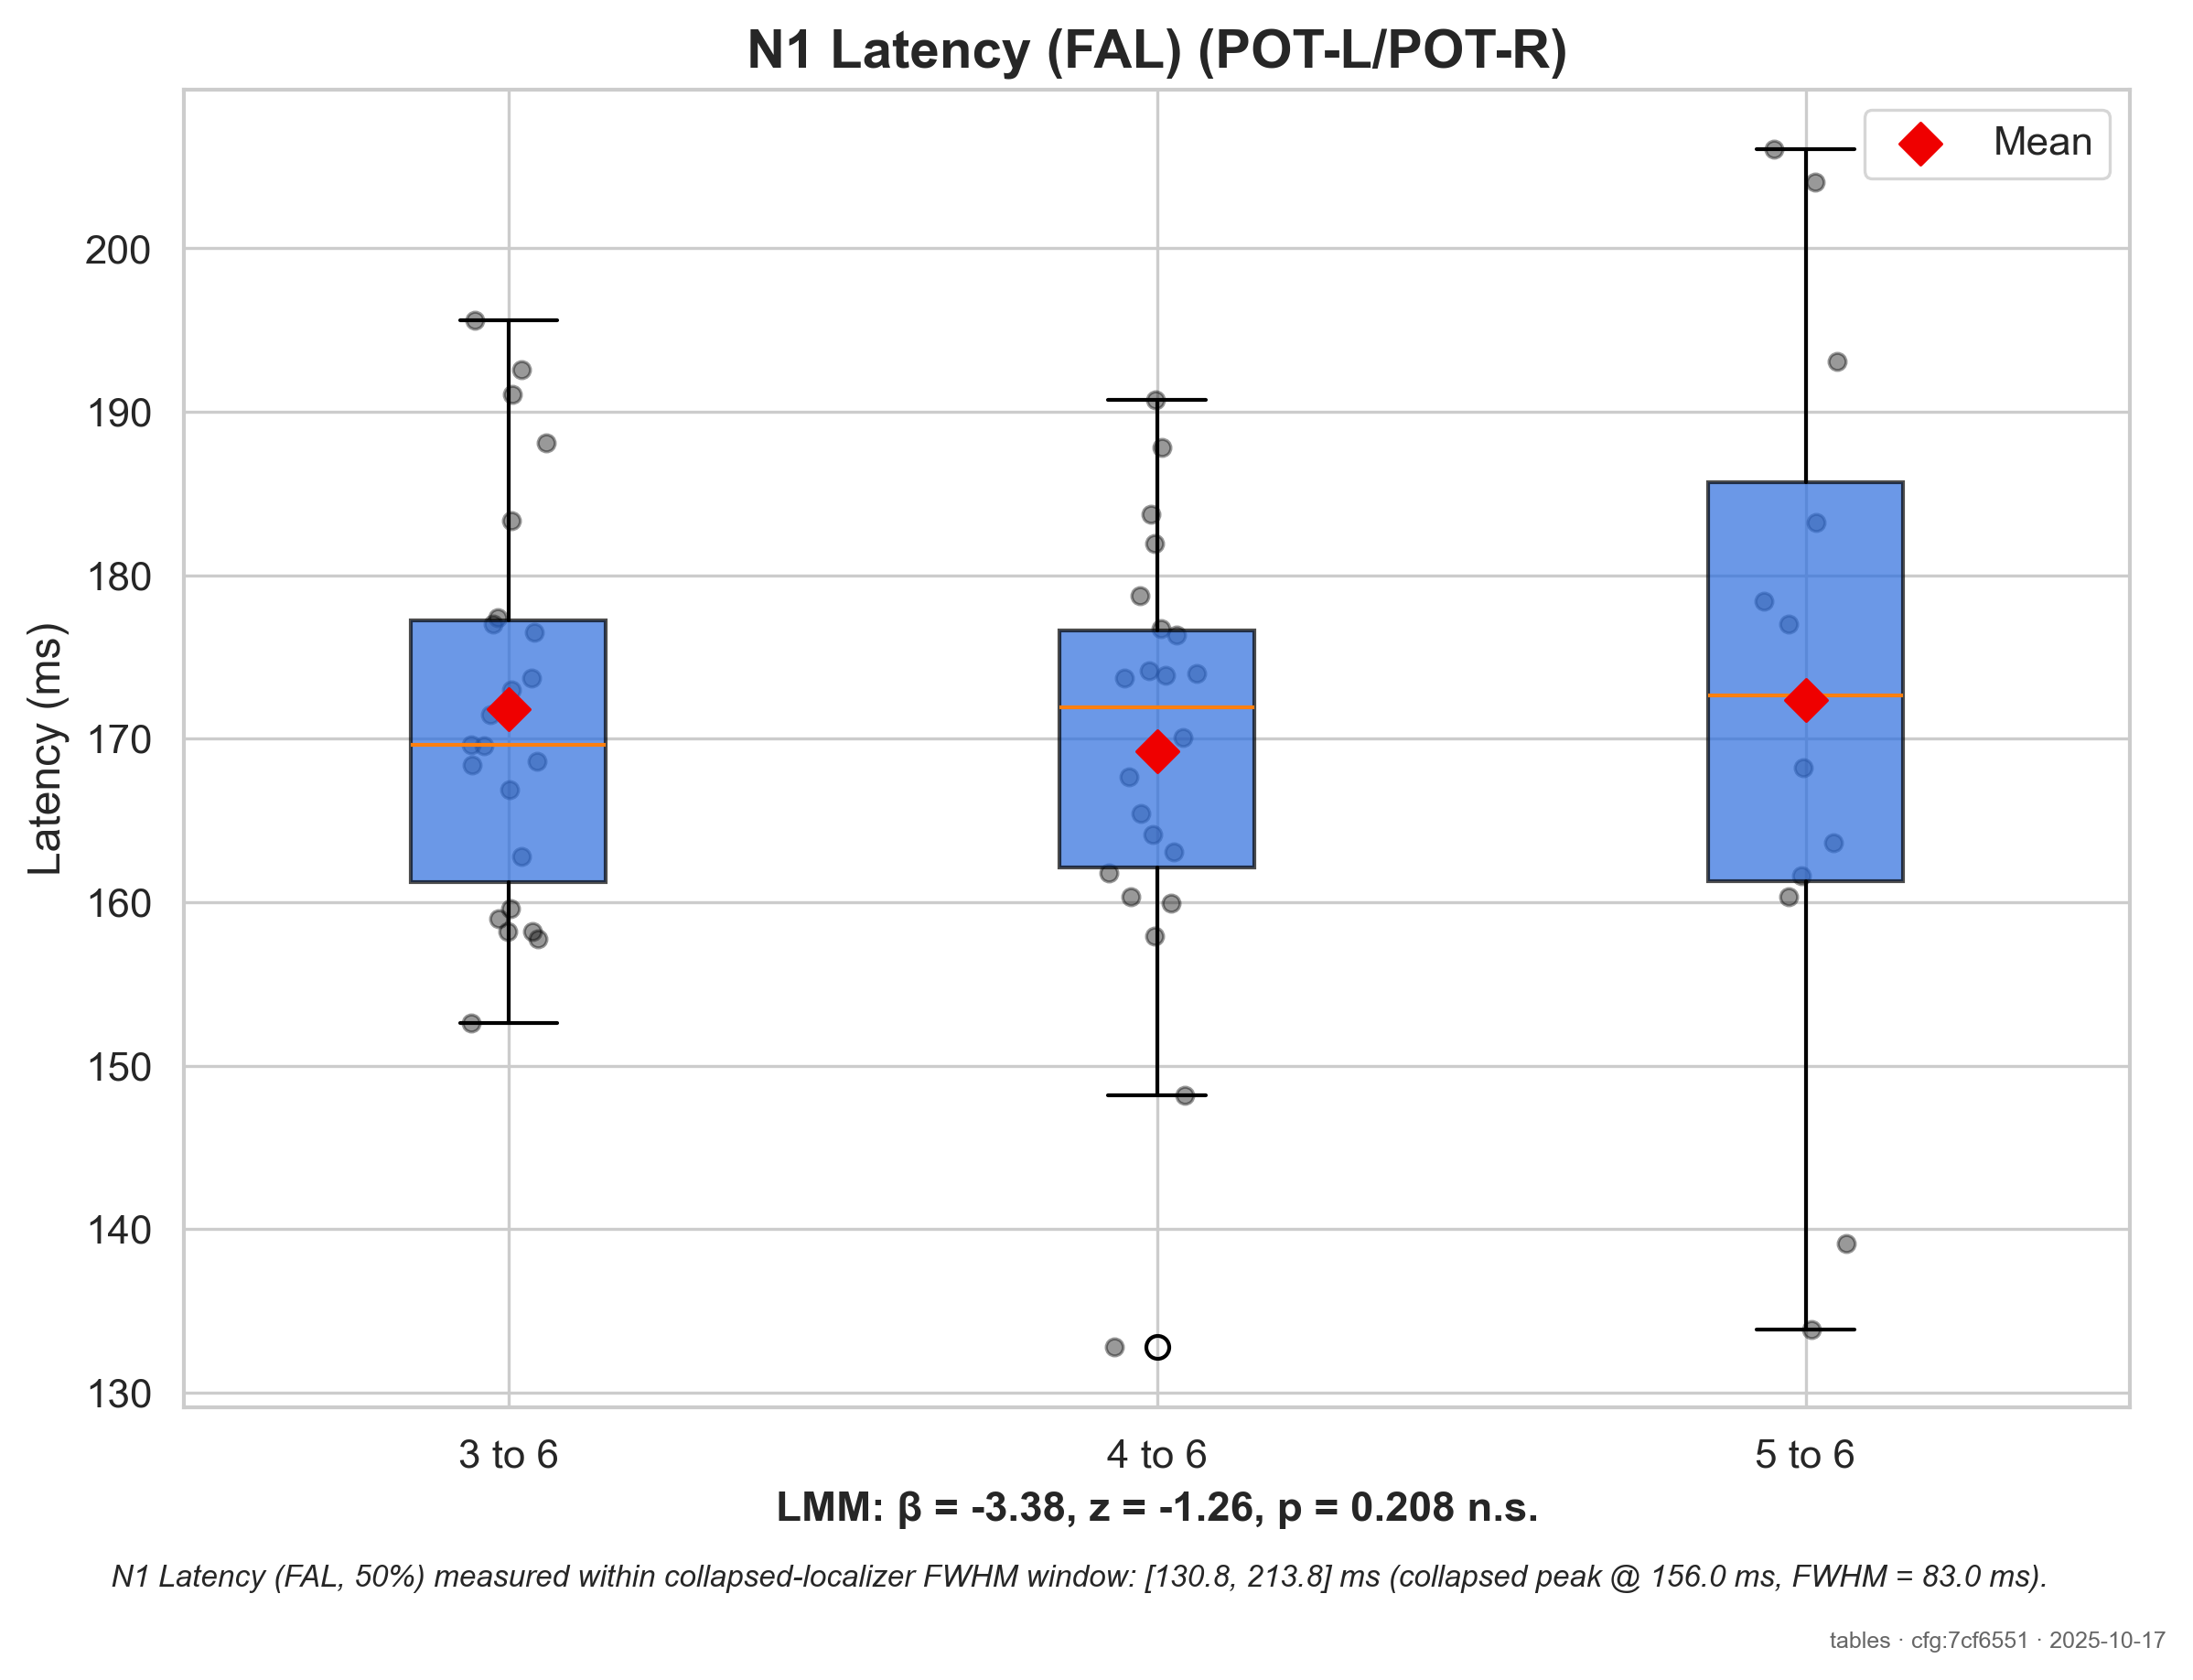 N1 Latency (FAL) (POT-L/POT-R)
Mean
Latency (ms)
200
190
180
170
160
150
140
130
3 to 6
4 to 6
5 to 6
LMM: β = -3.38, z = -1.26, p = 0.208 n.s.
N1 Latency (FAL, 50%) measured within collapsed-localizer FWHM window: [130.8, 213.8] ms (collapsed peak @ 156.0 ms, FWHM = 83.0 ms).
tables · cfg:7cf6551 · 2025-10-17